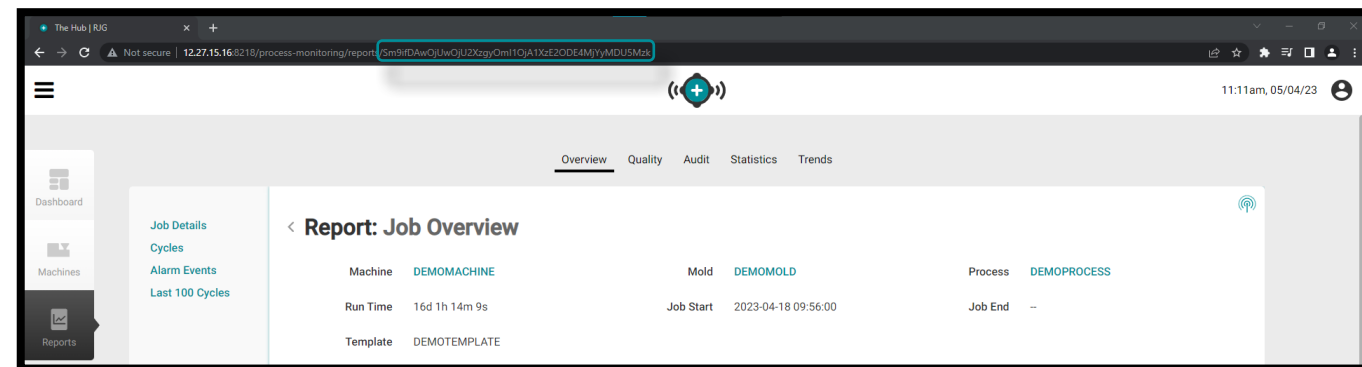 The Hub | RJG
Not secure | 12.27.15.16:8218/process-monitoring/reports/Sm9ifDAwOjUwOjU2XzgyOmI1OjA1XzE2ODE4MjYyMDU5Mzk
11:11am, 05/04/23
Overview Quality Audit Statistics Trends
Dashboard
Machines
Reports
Job Details
Cycles
Alarm Events
Last 100 Cycles
< Report: Job Overview
Machine DEMOMACHINE Mold DEMOMOLD Process DEMOPROCESS
Run Time 16d 1h 14m 9s Job Start 2023-04-18 09:56:00 Job End --
Template DEMOTEMPLATE